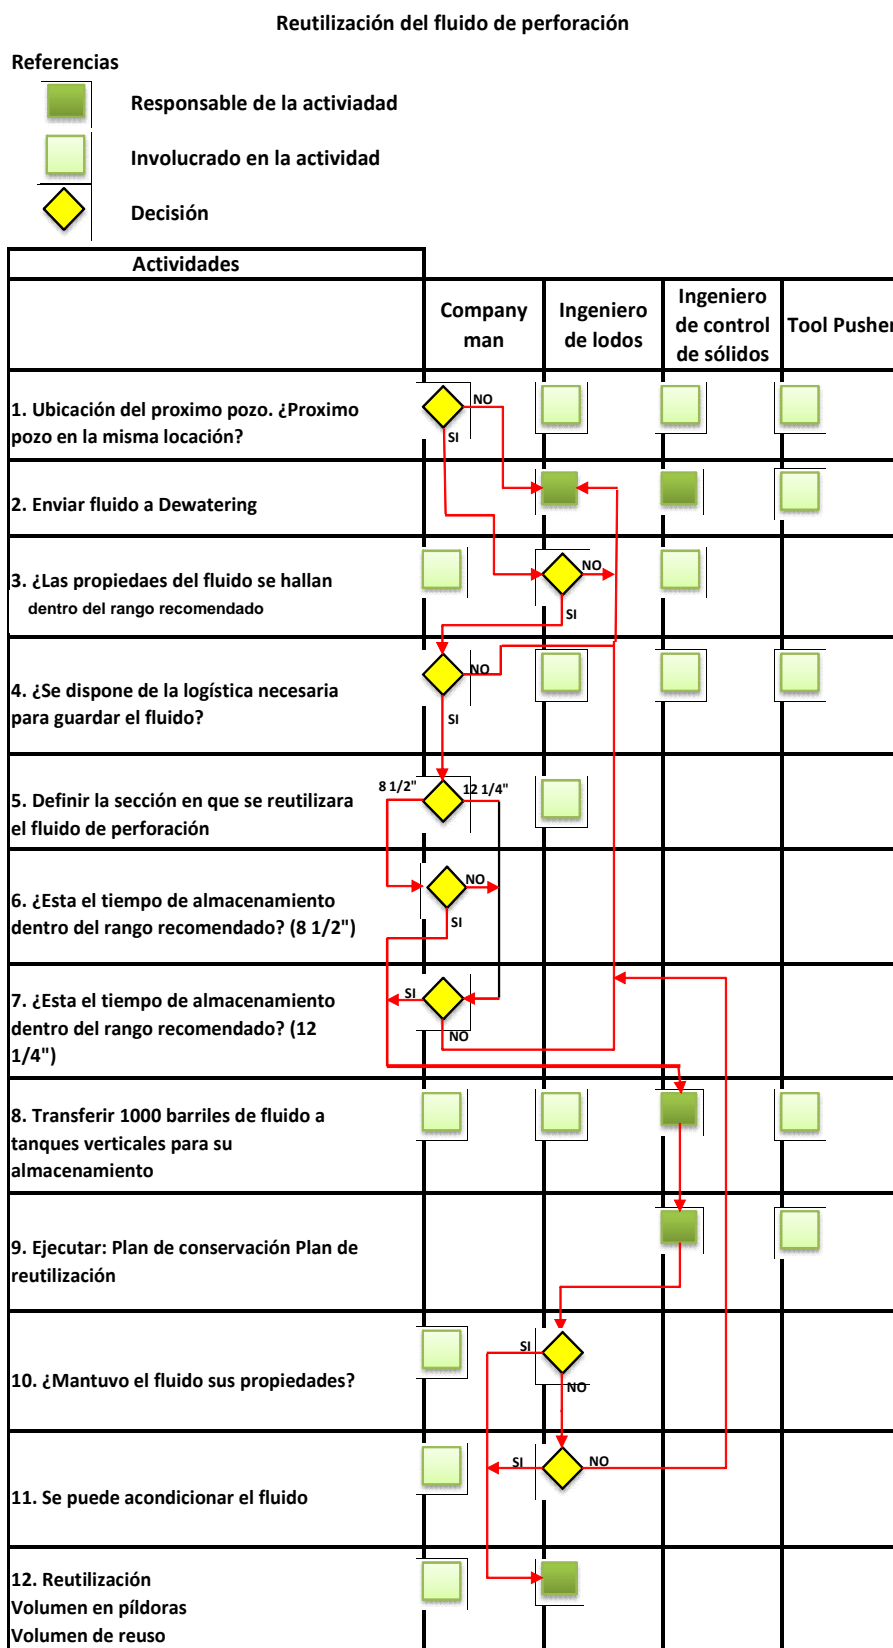 Reutilización del fluido de perforación
Referencias
Responsable de la activiadad
Involucrado en la actividad
Decisión
Actividades
Company
man
Ingeniero
de lodos
Ingeniero
de control
de sólidos
Tool Pusher
1. Ubicación del proximo pozo. ¿Proximo
pozo en la misma locación?
NO
SI
2. Enviar fluido a Dewatering
3. ¿Las propiedaes del fluido se hallan
dentro del rango recomendado
NO
SI
4. ¿Se dispone de la logística necesaria
para guardar el fluido?
NO
SI
5. Definir la sección en que se reutilizara
el fluido de perforación
8 1/2"
12 1/4"
6. ¿Esta el tiempo de almacenamiento
dentro del rango recomendado? (8 1/2")
NO
SI
7. ¿Esta el tiempo de almacenamiento
dentro del rango recomendado? (12
1/4")
SI
NO
8. Transferir 1000 barriles de fluido a
tanques verticales para su
almacenamiento
9. Ejecutar: Plan de conservación Plan de
reutilización
10. ¿Mantuvo el fluido sus propiedades?
SI
NO
11. Se puede acondicionar el fluido
SI
NO
12. Reutilización
Volumen en píldoras
Volumen de reuso